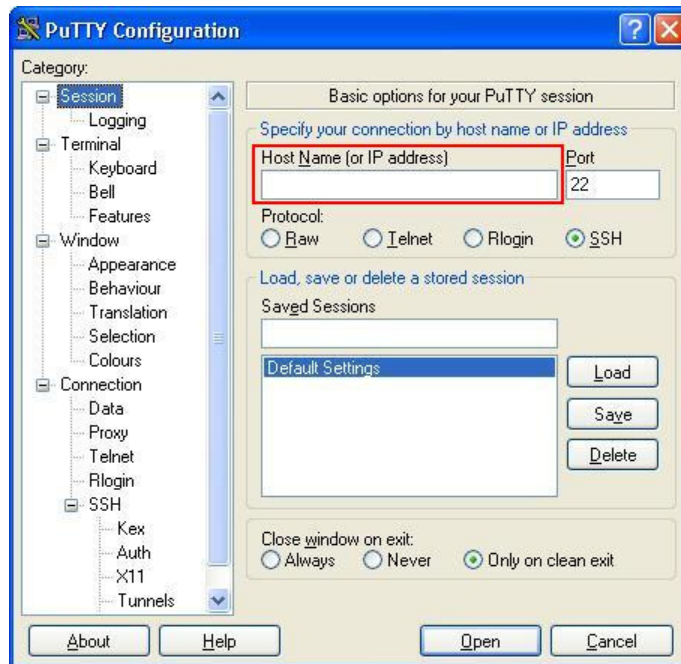 PuTTY Configuration
Category:
Session
Logging
Terminal
Keyboard
Bell
Features
Window
Appearance
Behaviour
Translation
Selection
Colours
Connection
Data
Proxy
Telnet
Rlogin
SSH
Kex
Auth
X11
Tunnels
Basic options for your PuTTY session
Specify your connection by host name or IP address
Host Name (or IP address) Port
22
Protocol:
Raw Telnet Rlogin SSH
Load, save or delete a stored session
Saved Sessions
Default Settings
Load
Save
Delete
Close window on exit:
Always Never Only on clean exit
About Help Open Cancel